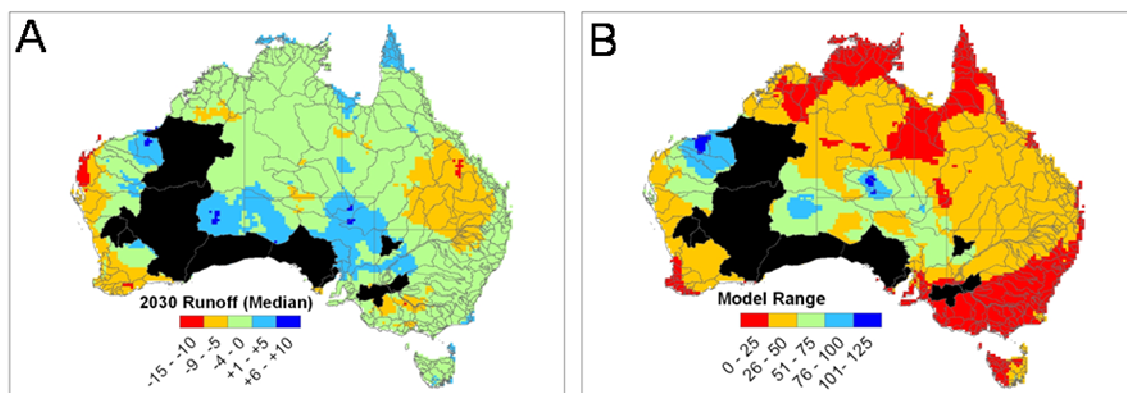 A
2030 Runoff (Median)
-15 - -10
-9 - -5
-4 - 0
+1 - +5
+6 - +10
B
Model Range
0 - 25
26 - 50
51 - 75
76 - 100
101- 125